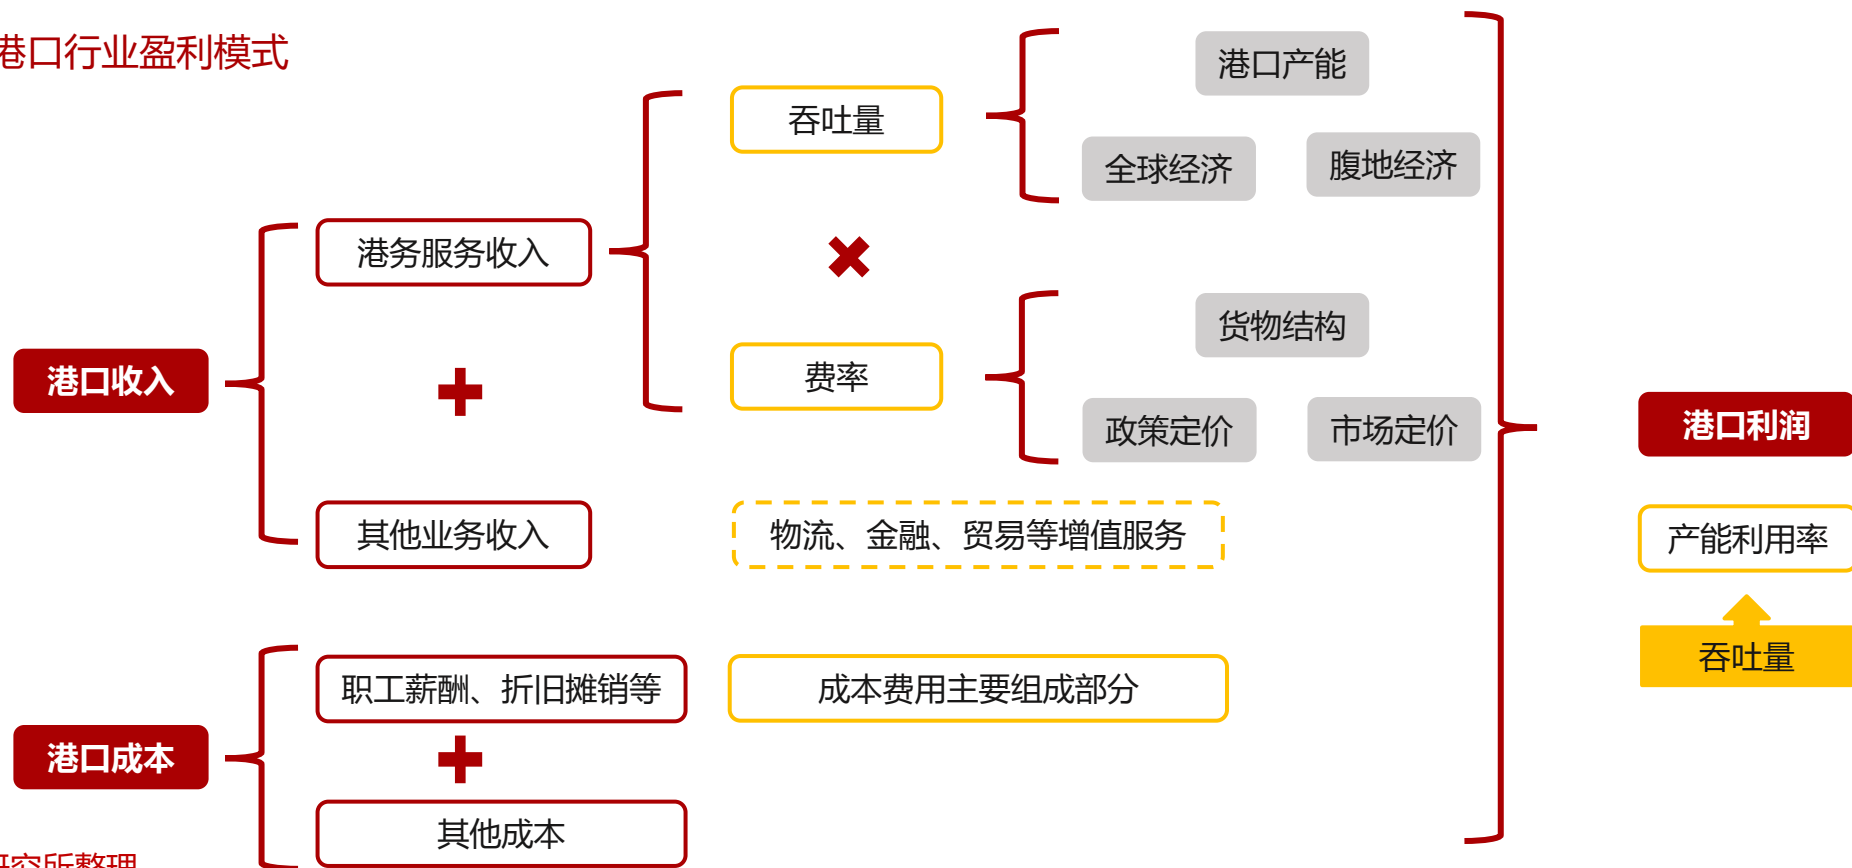 港口行业盈利模式
港口产能
吞吐量
全球经济
腹地经济
港务服务收入
货物结构
港口收入
费率
政策定价
市场定价
港口利润
其他业务收入
物流、金融、贸易等增值服务
产能利用率
吞吐量
职工薪酬、折旧摊销等
成本费用主要组成部分
港口成本
其他成本
研究所整理